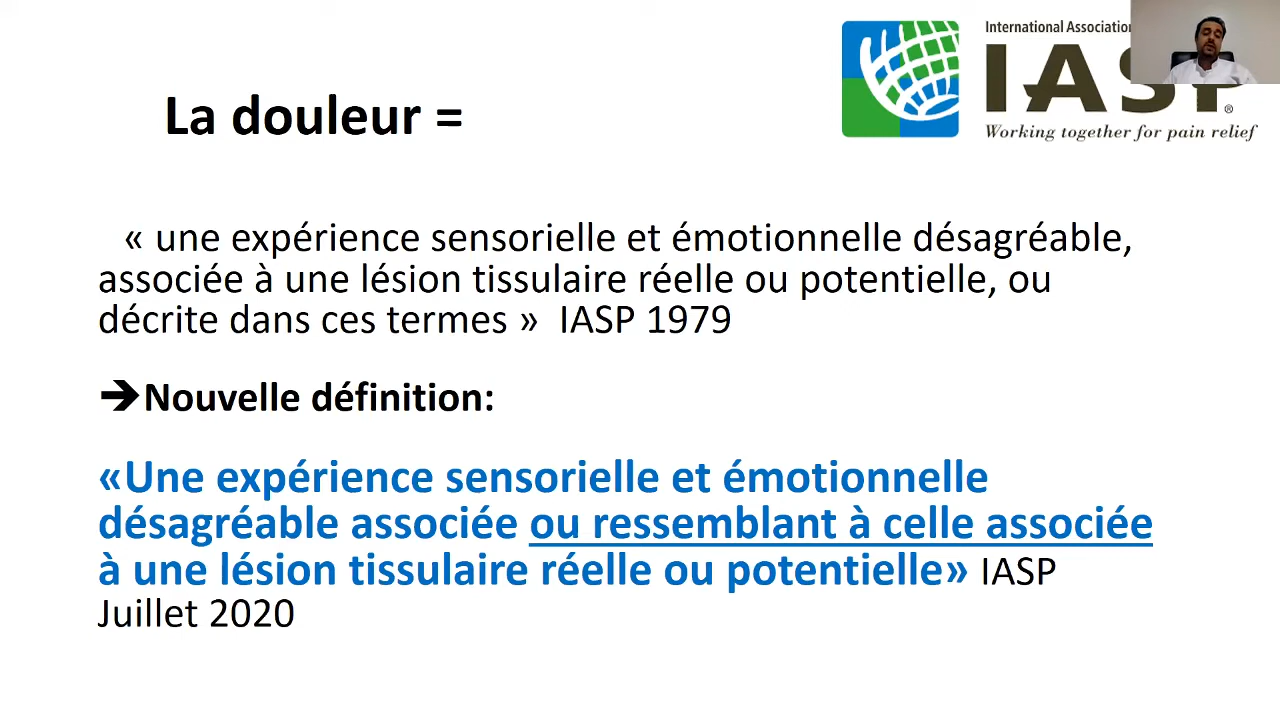 International Association
IASP
®
Working together for pain relief
La douleur =
« une expérience sensorielle et émotionnelle désagréable,
associée à une lésion tissulaire réelle ou potentielle, ou
décrite dans ces termes » IASP 1979
➔Nouvelle définition:
«Une expérience sensorielle et émotionnelle
désagréable associée ou ressemblant à celle associée
à une lésion tissulaire réelle ou potentielle» IASP
Juillet 2020